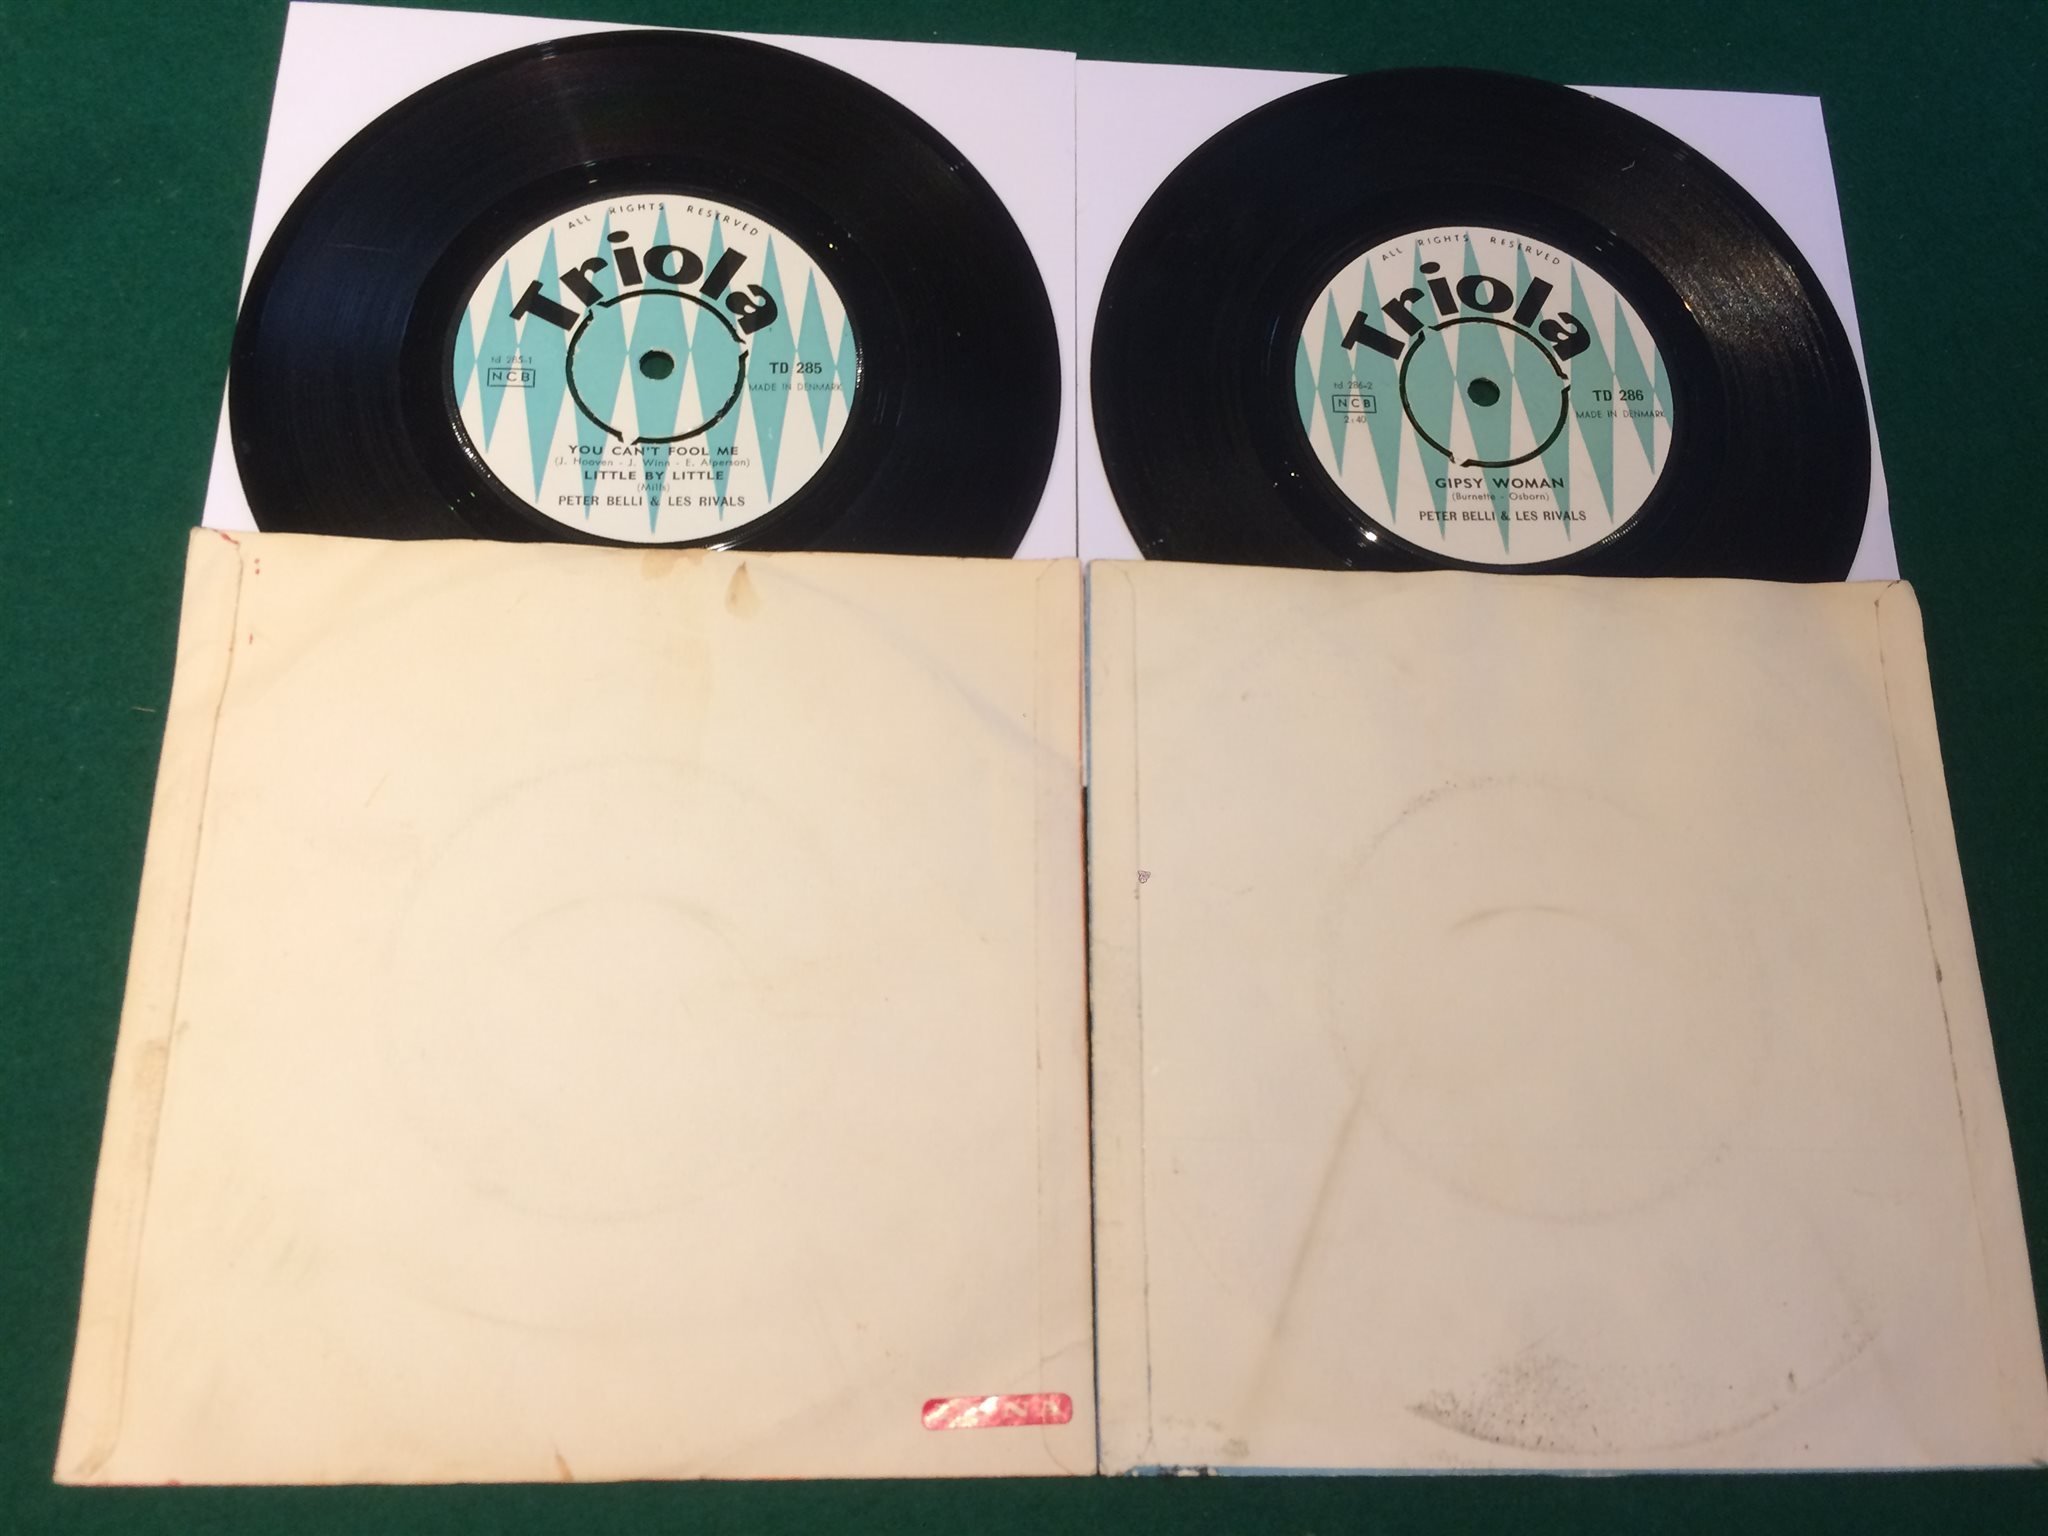 ALL RIGHTS RESERVED
Triola
td 285-1
NCB
TD 285
MADE IN DENMARK
YOU CAN'T FOOL ME
(J. Hooven - J. Winn - E. Alperson)
LITTLE BY LITTLE
(Mills)
PETER BELLI & LES RIVALS
ALL RIGHTS RESERVED
Triola
td 286-2
NCB
2:40
TD 286
MADE IN DENMARK
GIPSY WOMAN
(Burnette - Osborn)
PETER BELLI & LES RIVALS